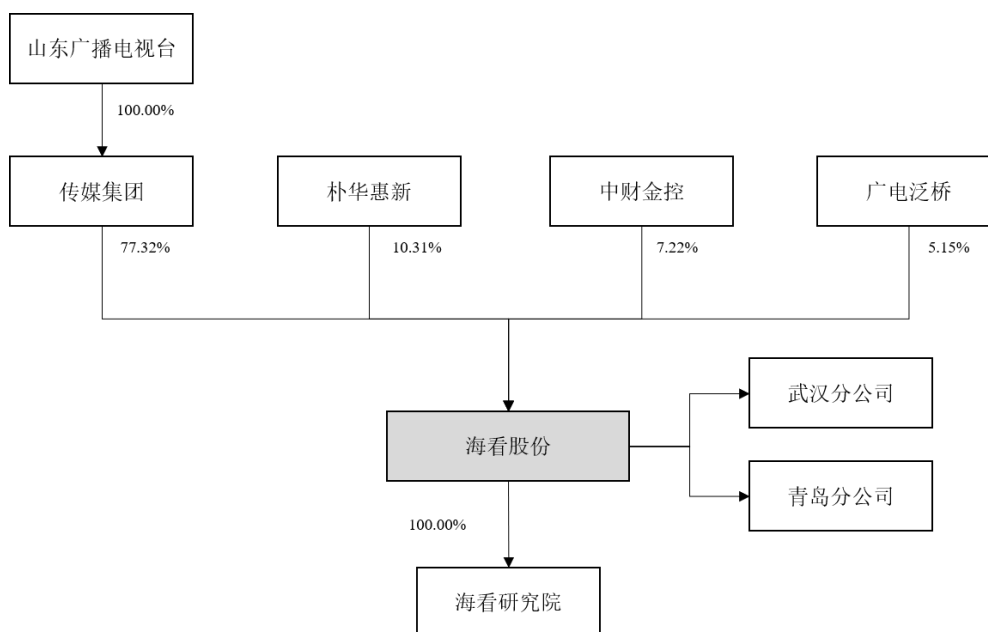 山东广播电视台
100.00%
传媒集团
朴华惠新
中财金控
广电泛桥
77.32%
10.31%
7.22%
5.15%
武汉分公司
海看股份
青岛分公司
100.00%
海看研究院